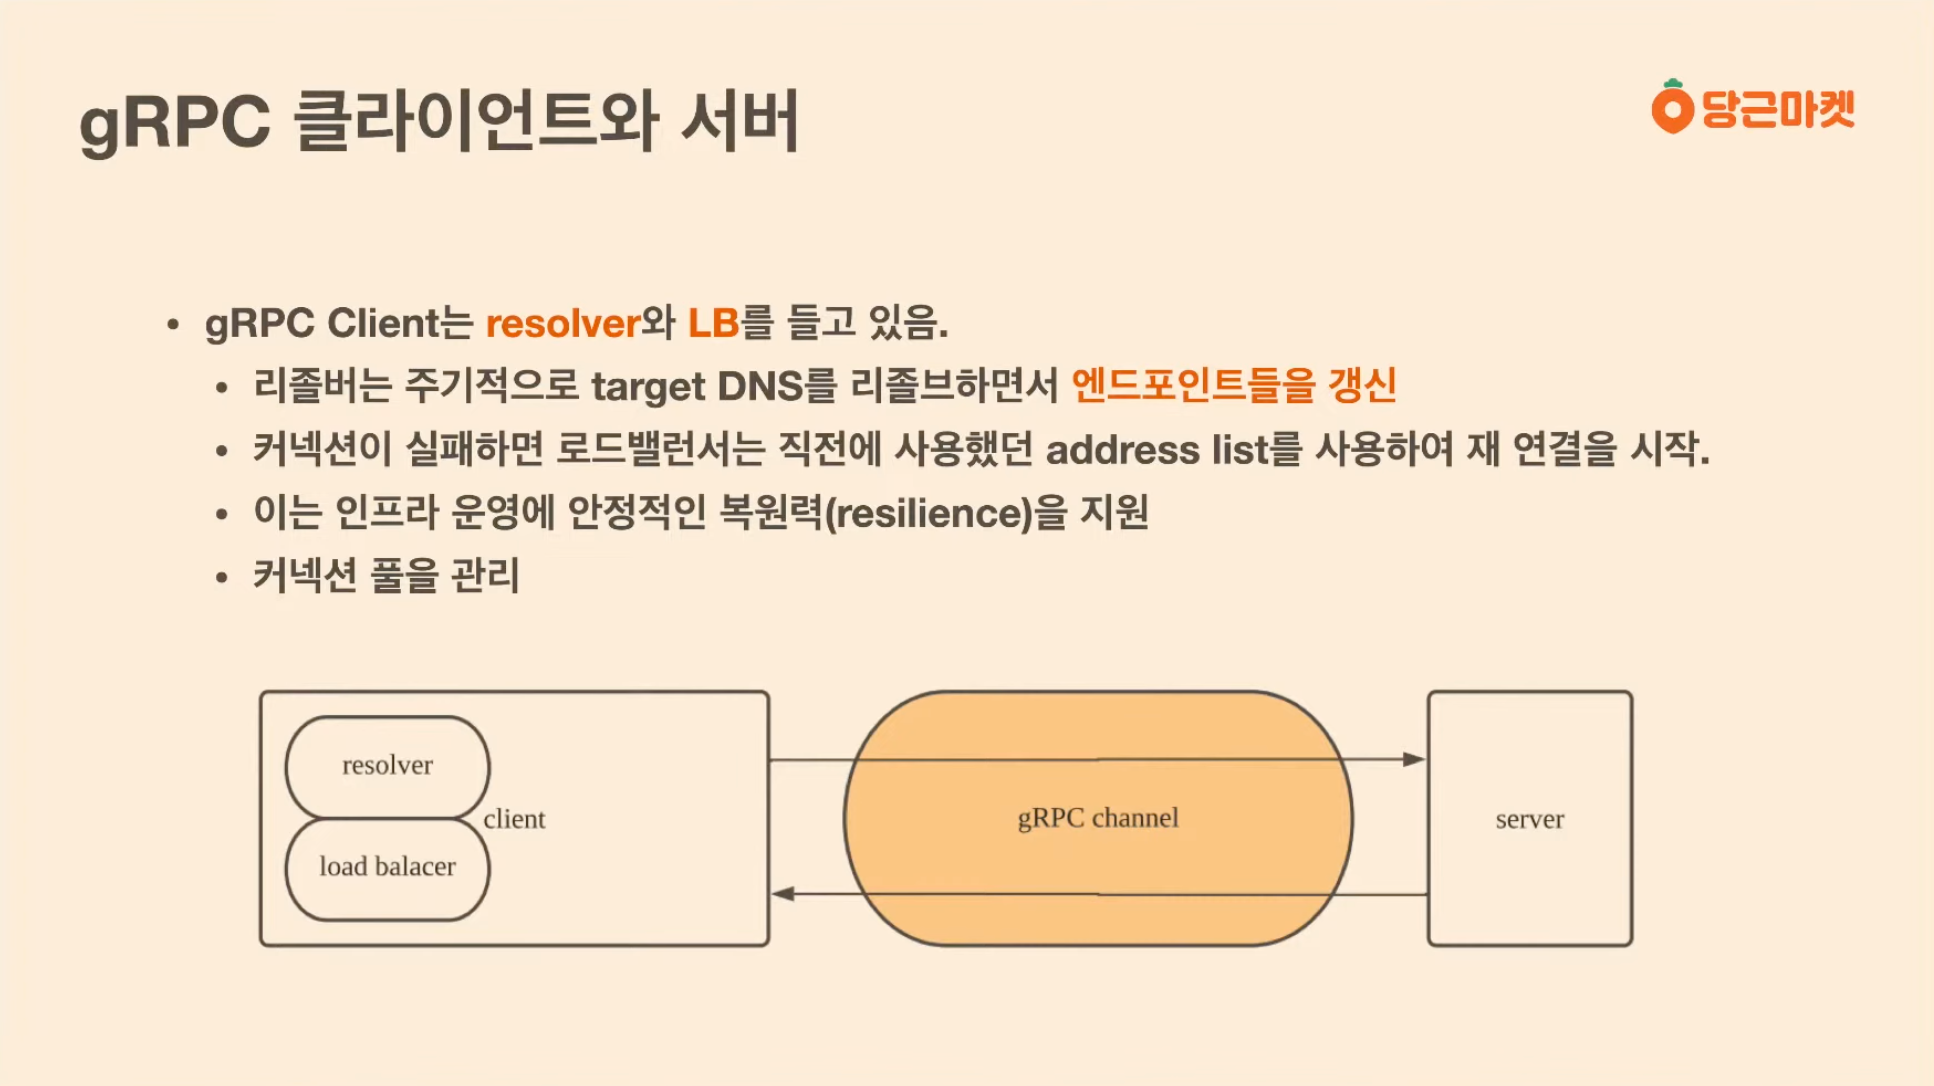 gRPC 클라이언트와 서버
당근마켓
• gRPC Client는 resolver와 LB를 들고 있음.
• 리졸버는 주기적으로 target DNS를 리졸브하면서 엔드포인트들을 갱신
• 커넥션이 실패하면 로드밸런서는 직전에 사용했던 address list를 사용하여 재 연결을 시작.
• 이는 인프라 운영에 안정적인 복원력(resilience)을 지원
• 커넥션 풀을 관리
resolver
client
load balacer
gRPC channel
server